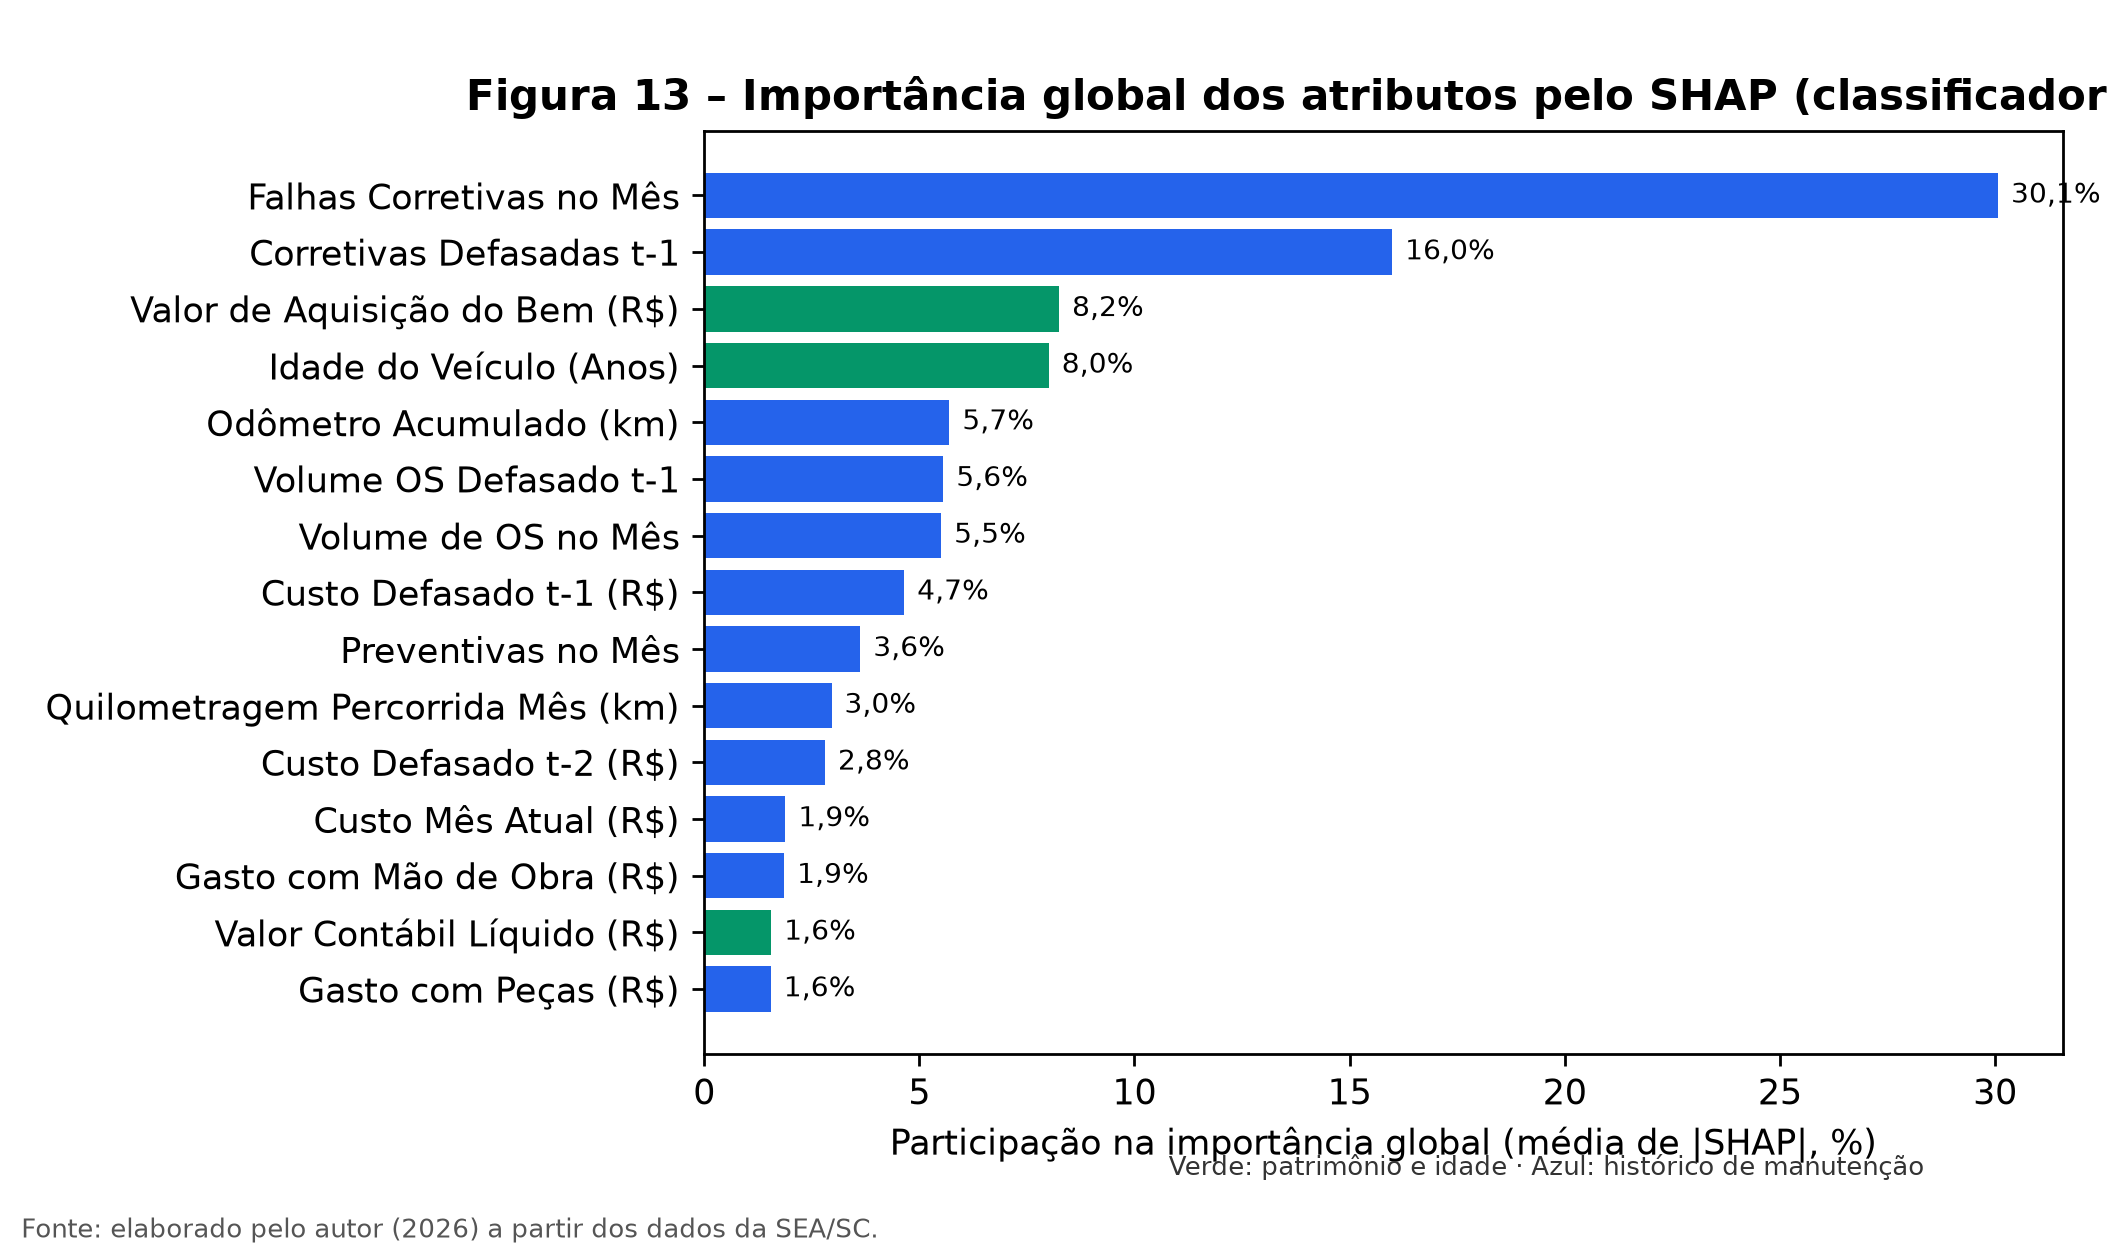 Figura 13 – Importância global dos atributos pelo SHAP (classificador
Falhas Corretivas no Mês 30,1%
Corretivas Defasadas t-1 16,0%
Valor de Aquisição do Bem (R$) 8,2%
Idade do Veículo (Anos) 8,0%
Odômetro Acumulado (km) 5,7%
Volume OS Defasado t-1 5,6%
Volume de OS no Mês 5,5%
Custo Defasado t-1 (R$) 4,7%
Preventivas no Mês 3,6%
Quilometragem Percorrida Mês (km) 3,0%
Custo Defasado t-2 (R$) 2,8%
Custo Mês Atual (R$) 1,9%
Gasto com Mão de Obra (R$) 1,9%
Valor Contábil Líquido (R$) 1,6%
Gasto com Peças (R$) 1,6%
0 5 10 15 20 25 30
Participação na importância global (média de |SHAP|, %)
Verde: patrimônio e idade · Azul: histórico de manutenção
Fonte: elaborado pelo autor (2026) a partir dos dados da SEA/SC.